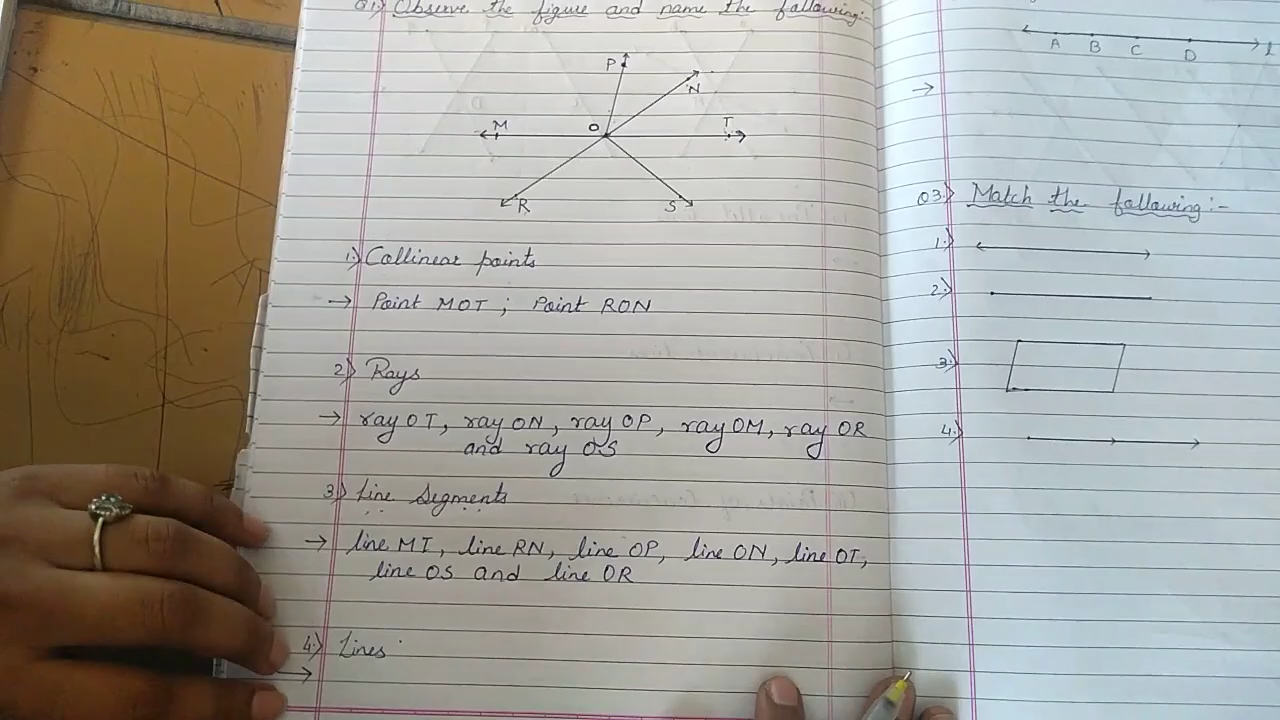 Q1) Observe the figure and name the following:-
P
N
M
O
T
R
S
1) Collinear points
→ Point MOT ; Point RON
2) Rays
→ ray OT, ray ON, ray OP, ray OM, ray OR
and ray OS
3) Line Segments
→ line MT, line RN, line OP, line ON, line OT,
line OS and line OR
4) Lines
→
A B C D l
→
Q3) Match the following:-
1)
2)
3)
4)